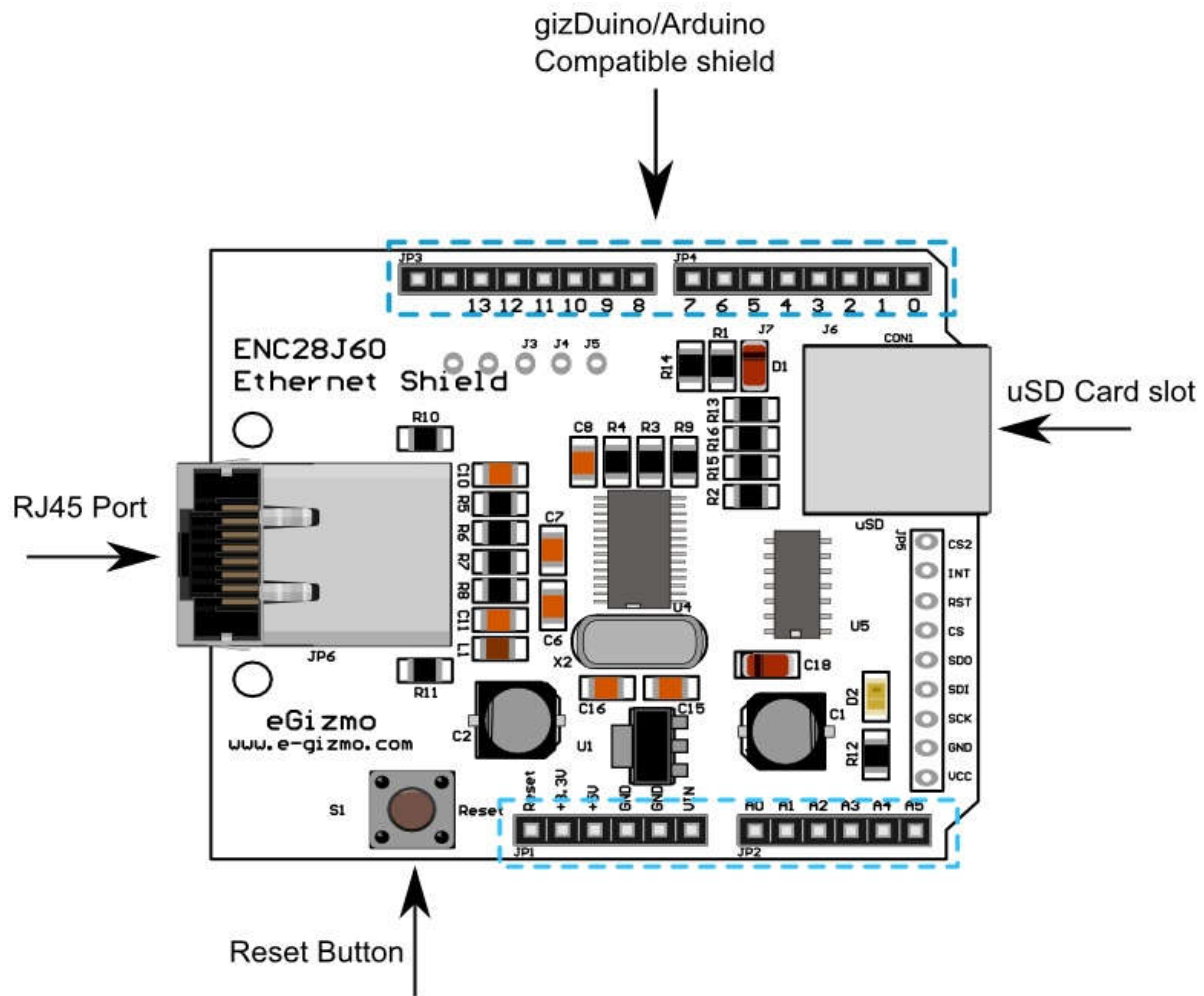 gizDuino/Arduino
Compatible shield
JP3
JP4
13 12 11 10 9 8
7 6 5 4 3 2 1 0
J3 J4 J5
J7
J6
CON1
ENC28J60
Ethernet Shield
R14
R1
D1
uSD Card slot
R10
R13
R16
R15
R2
C8 R4 R3 R9
RJ45 Port
C10
R5
R6
R7
R8
C11
L1
C7
C6
U4
X2
uSD
JP5
CS2
INT
RST
CS
SDO
SDI
SCK
GND
VCC
U5
JP6
R11
C18
C16
C15
D2
R12
C1
C2
U1
eGizmo
www.e-gizmo.com
S1
Reset
Reset +3.3V +5V GND GND VIN
A0 A1 A2 A3 A4 A5
JP1
JP2
Reset Button